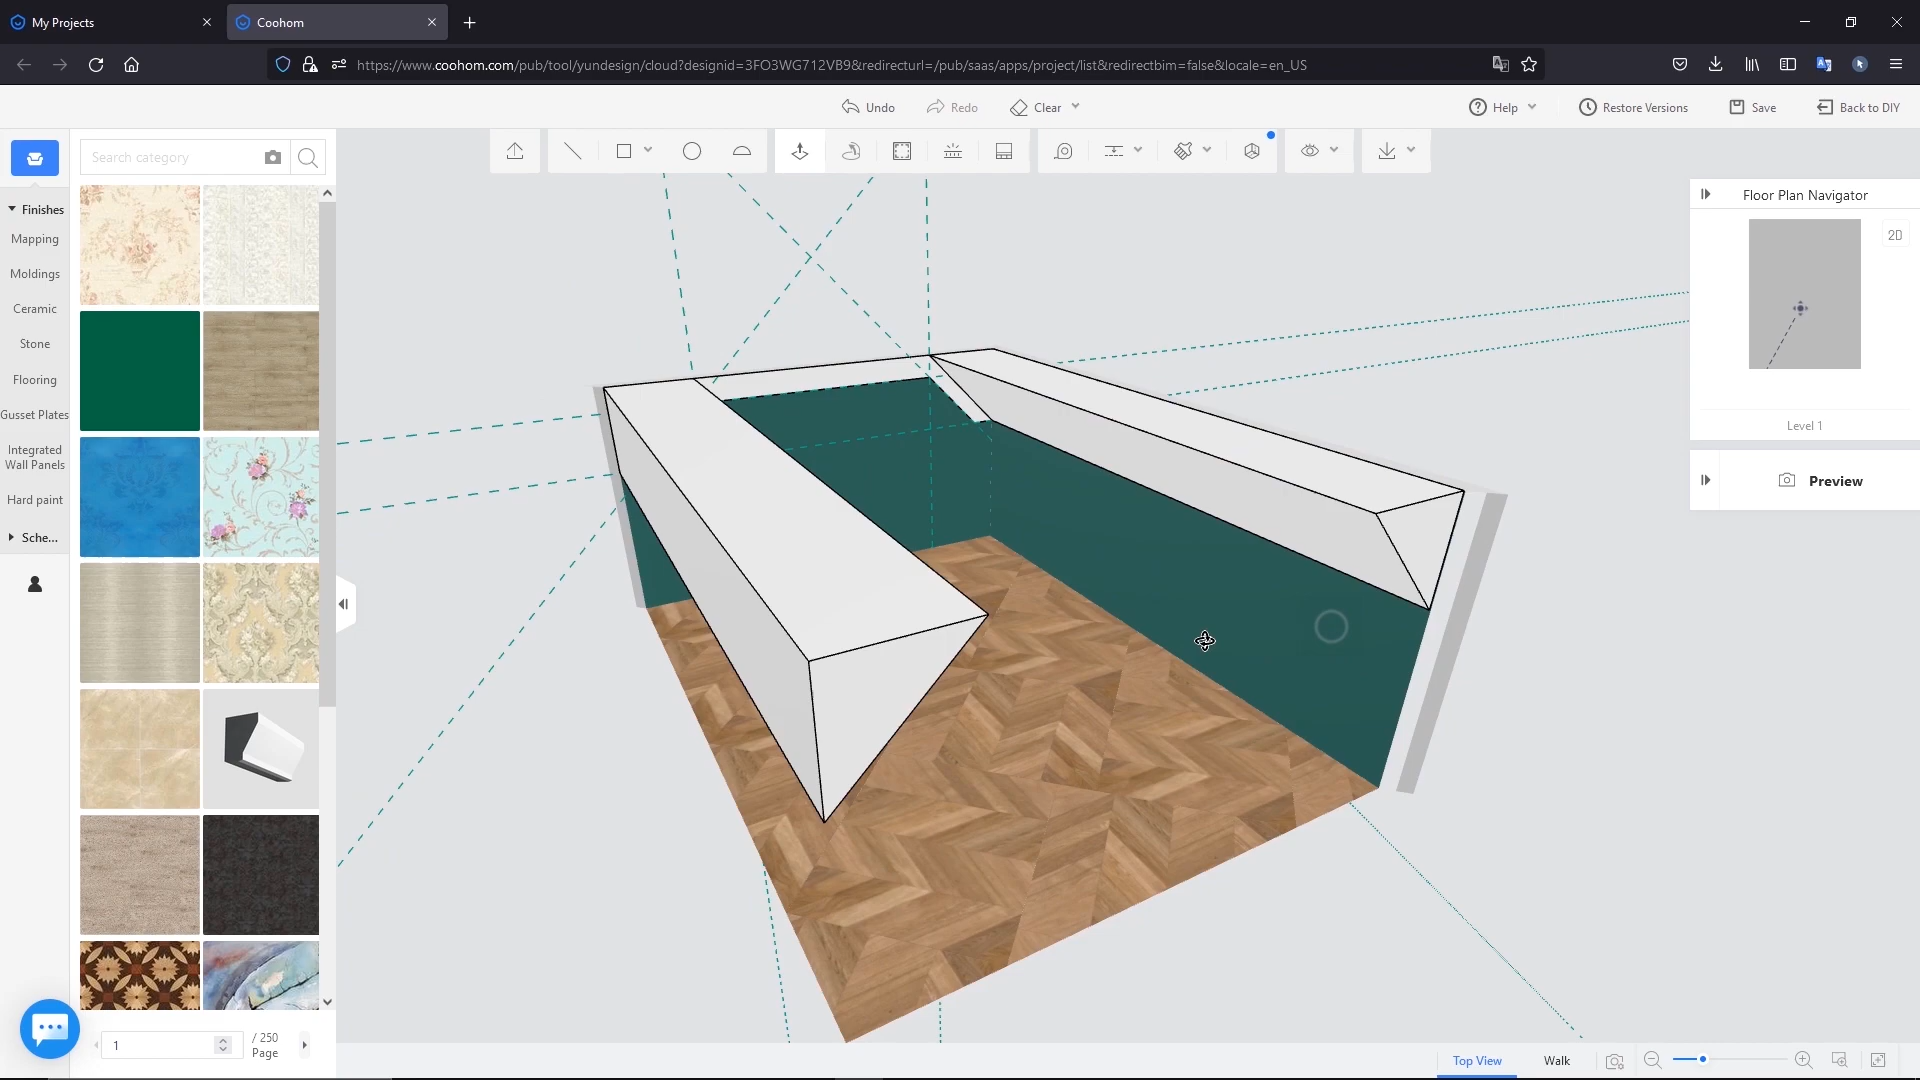 My Projects
Coohom
https://www.coohom.com/pub/tool/yundesign/cloud?designid=3FO3WG712VB9&redirecturl=/pub/saas/apps/project/list&redirectbim=false&locale=en_US
Undo
Redo
Clear
Help
Restore Versions
Save
Back to DIY
Search category
Finishes
Mapping
Moldings
Ceramic
Stone
Flooring
Gusset Plates
Integrated
Wall Panels
Hard paint
Sche...
Floor Plan Navigator
2D
Level 1
Preview
1
/ 250
Page
Top View
Walk